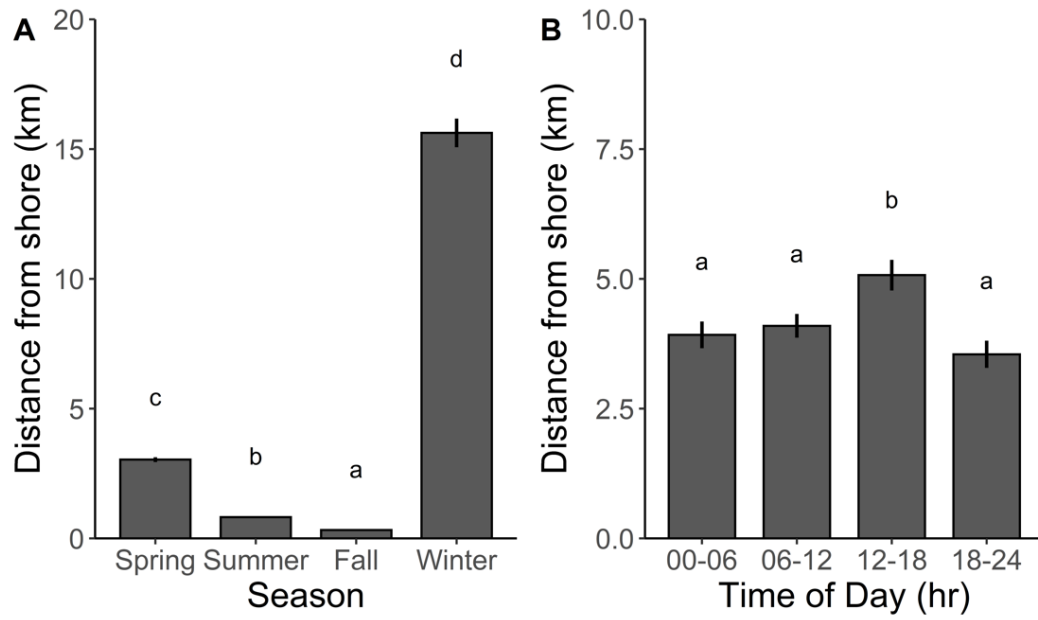 A
Distance from shore (km)
20
15
10
5
0
d
c
b
a
Spring Summer Fall Winter
Season
B
Distance from shore (km)
10.0
7.5
5.0
2.5
0.0
a
a
b
a
00-06 06-12 12-18 18-24
Time of Day (hr)